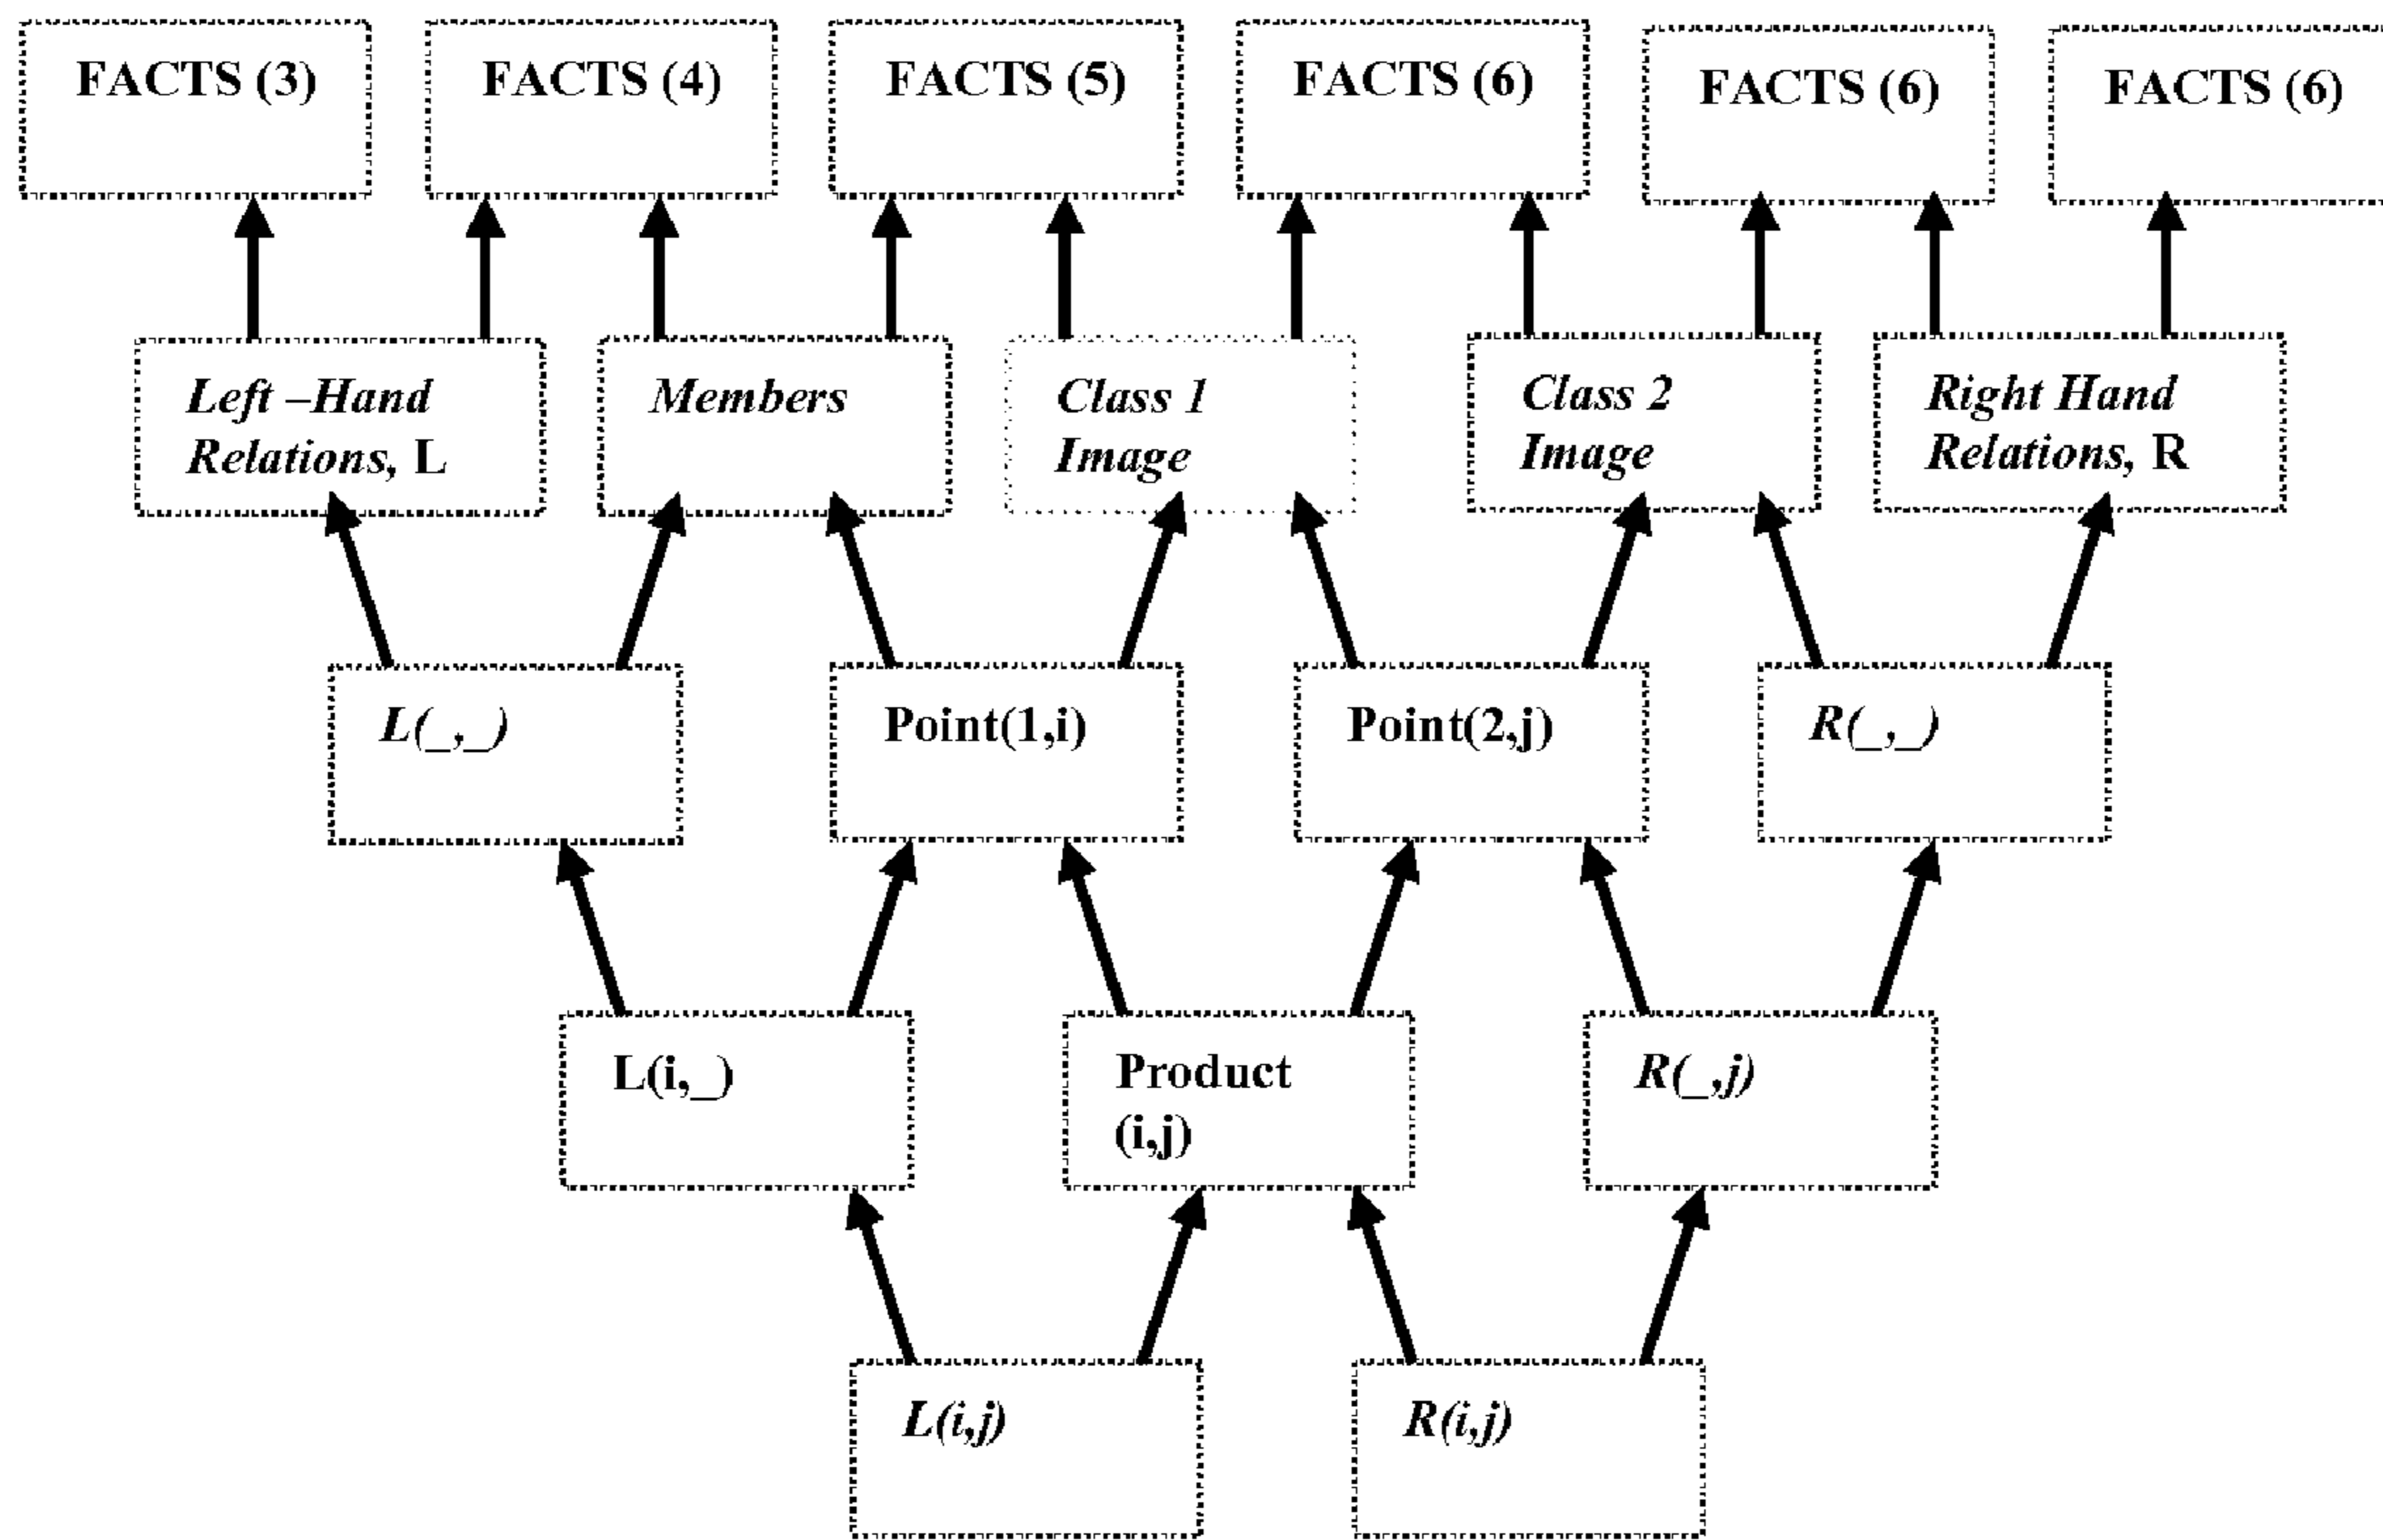 FACTS (3)
FACTS (4)
FACTS (5)
FACTS (6)
FACTS (6)
FACTS (6)
Left –Hand
Relations, L
Members
Class 1
Image
Class 2
Image
Right Hand
Relations, R
L(_,_)
Point(1,i)
Point(2,j)
R(_,_)
L(i,_)
Product
(i,j)
R(_,j)
L(i,j)
R(i,j)